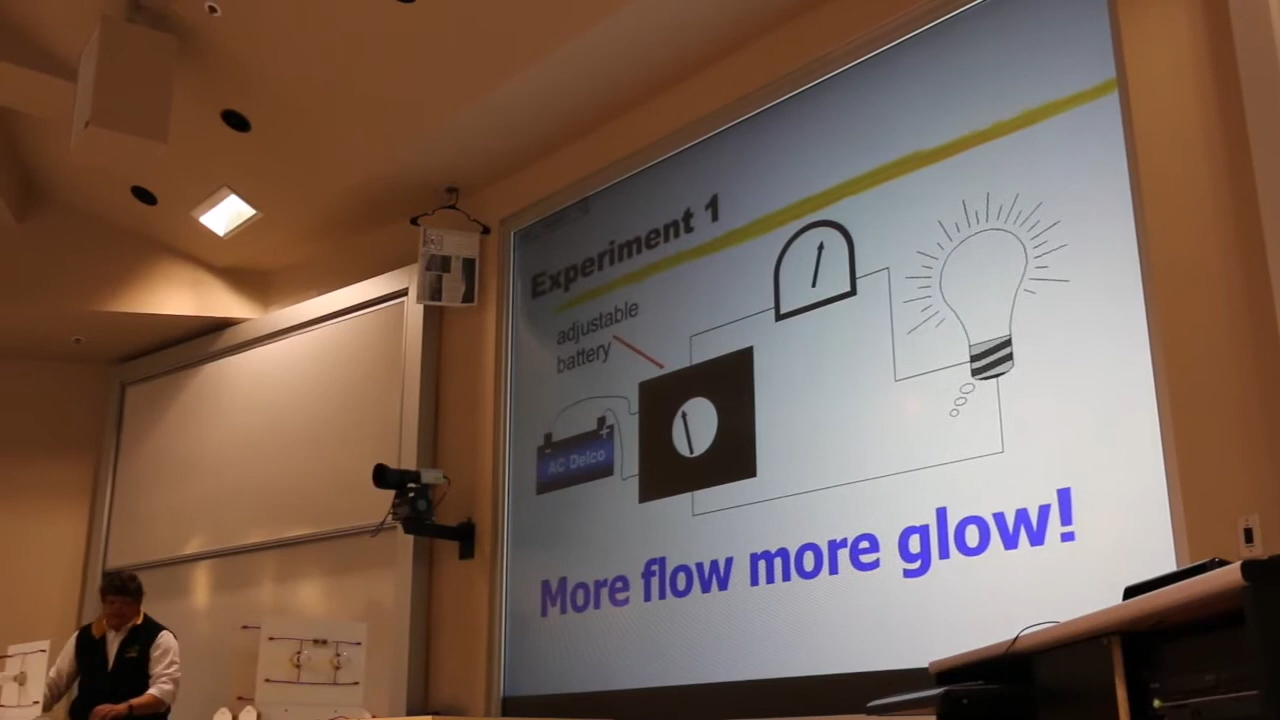 Experiment 1
adjustable
battery
- +
AC Delco
More flow more glow!